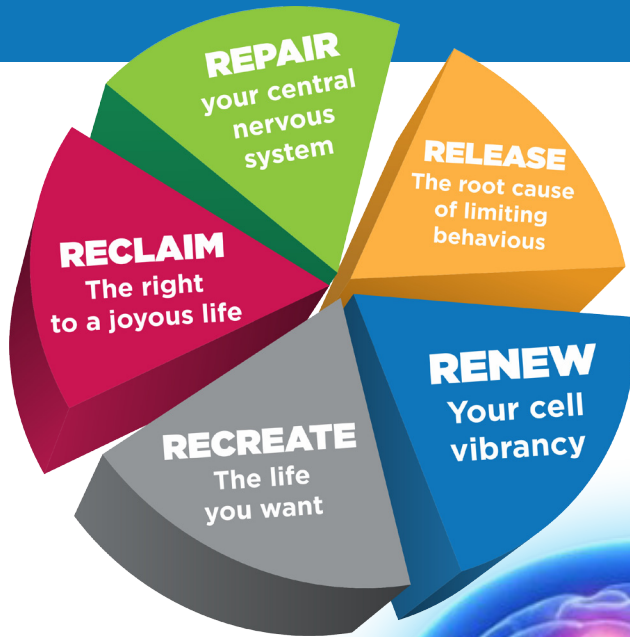 REPAIR
your central
nervous
system
RELEASE
The root cause
of limiting
behavious
RENEW
Your cell
vibrancy
RECREATE
The life
you want
RECLAIM
The right
to a joyous life